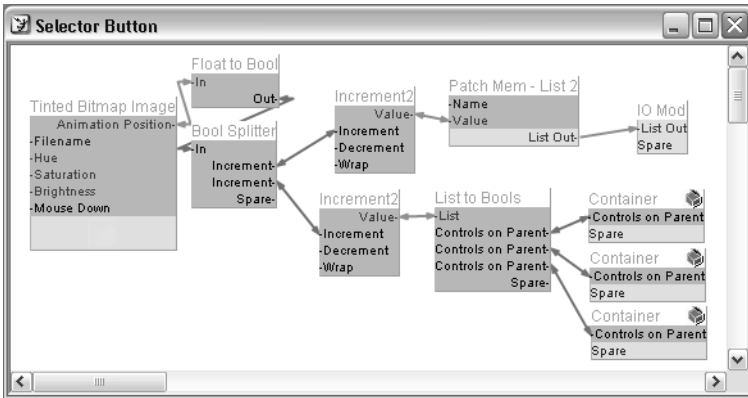 Selector Button
Float to Bool
In
Out
Tinted Bitmap Image
Animation Position
Filename
Hue
Saturation
Brightness
Mouse Down
Bool Splitter
In
Increment
Increment
Spare
Increment2
Value
Increment
Decrement
Wrap
Patch Mem - List 2
Name
Value
List Out
IO Mod
List Out
Spare
Increment2
Value
Increment
Decrement
Wrap
List to Bools
List
Controls on Parent
Controls on Parent
Controls on Parent
Spare
Container
Controls on Parent
Spare
Container
Controls on Parent
Spare
Container
Controls on Parent
Spare